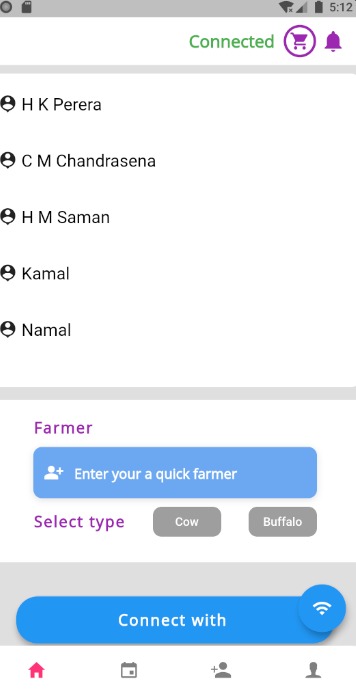 5:12
Connected
H K Perera
C M Chandrasena
H M Saman
Kamal
Namal
Farmer
Enter your a quick farmer
Select type Cow Buffalo
Connect with